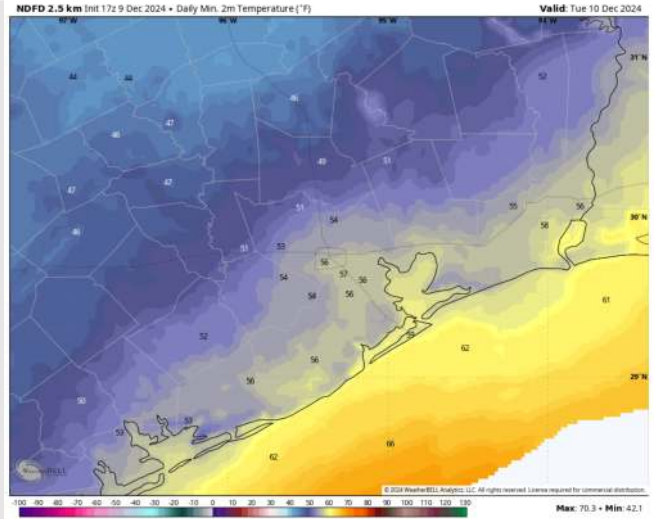 NDFD 2.5 km Init 17z 9 Dec 2024 • Daily Min. 2m Temperature (°F) Valid: Tue 10 Dec 2024
97°W 96°W 95°W 94°W
31°N
44 44 52
46
47
46
49 51
47 47
51 55 56
54 30°N
46 58
51 53
56
57
54 56
54 56
61
59
52 62
56
29°N
56
50
53
53
66
62
WeatherBELL
© 2024 WeatherBELL Analytics, LLC. All rights reserved. License required for commercial distribution.
-100 -90 -80 -70 -60 -50 -40 -30 -20 -10 0 10 20 30 40 50 60 70 80 90 100 110 120 130
Max: 70.3 • Min: 42.1